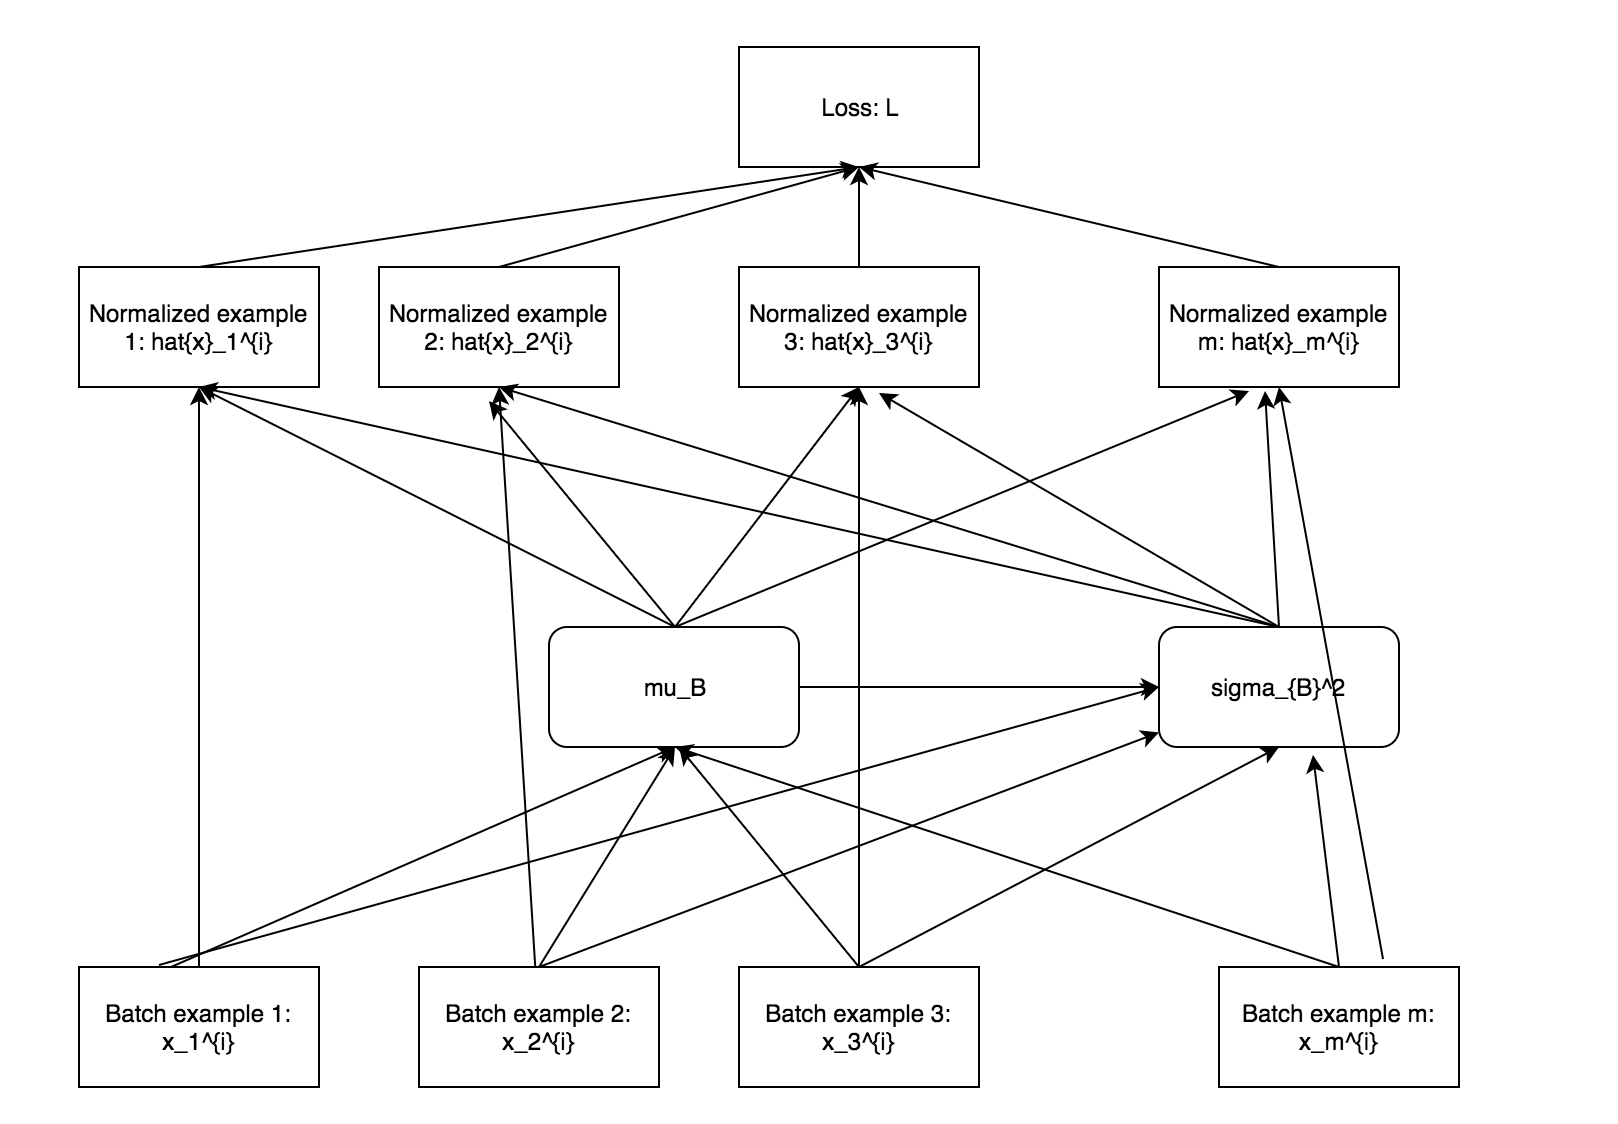 Loss: L
Normalized example
1: hat{x}_1^{i}
Normalized example
2: hat{x}_2^{i}
Normalized example
3: hat{x}_3^{i}
Normalized example
m: hat{x}_m^{i}
mu_B
sigma_{B}^2
Batch example 1:
x_1^{i}
Batch example 2:
x_2^{i}
Batch example 3:
x_3^{i}
Batch example m:
x_m^{i}